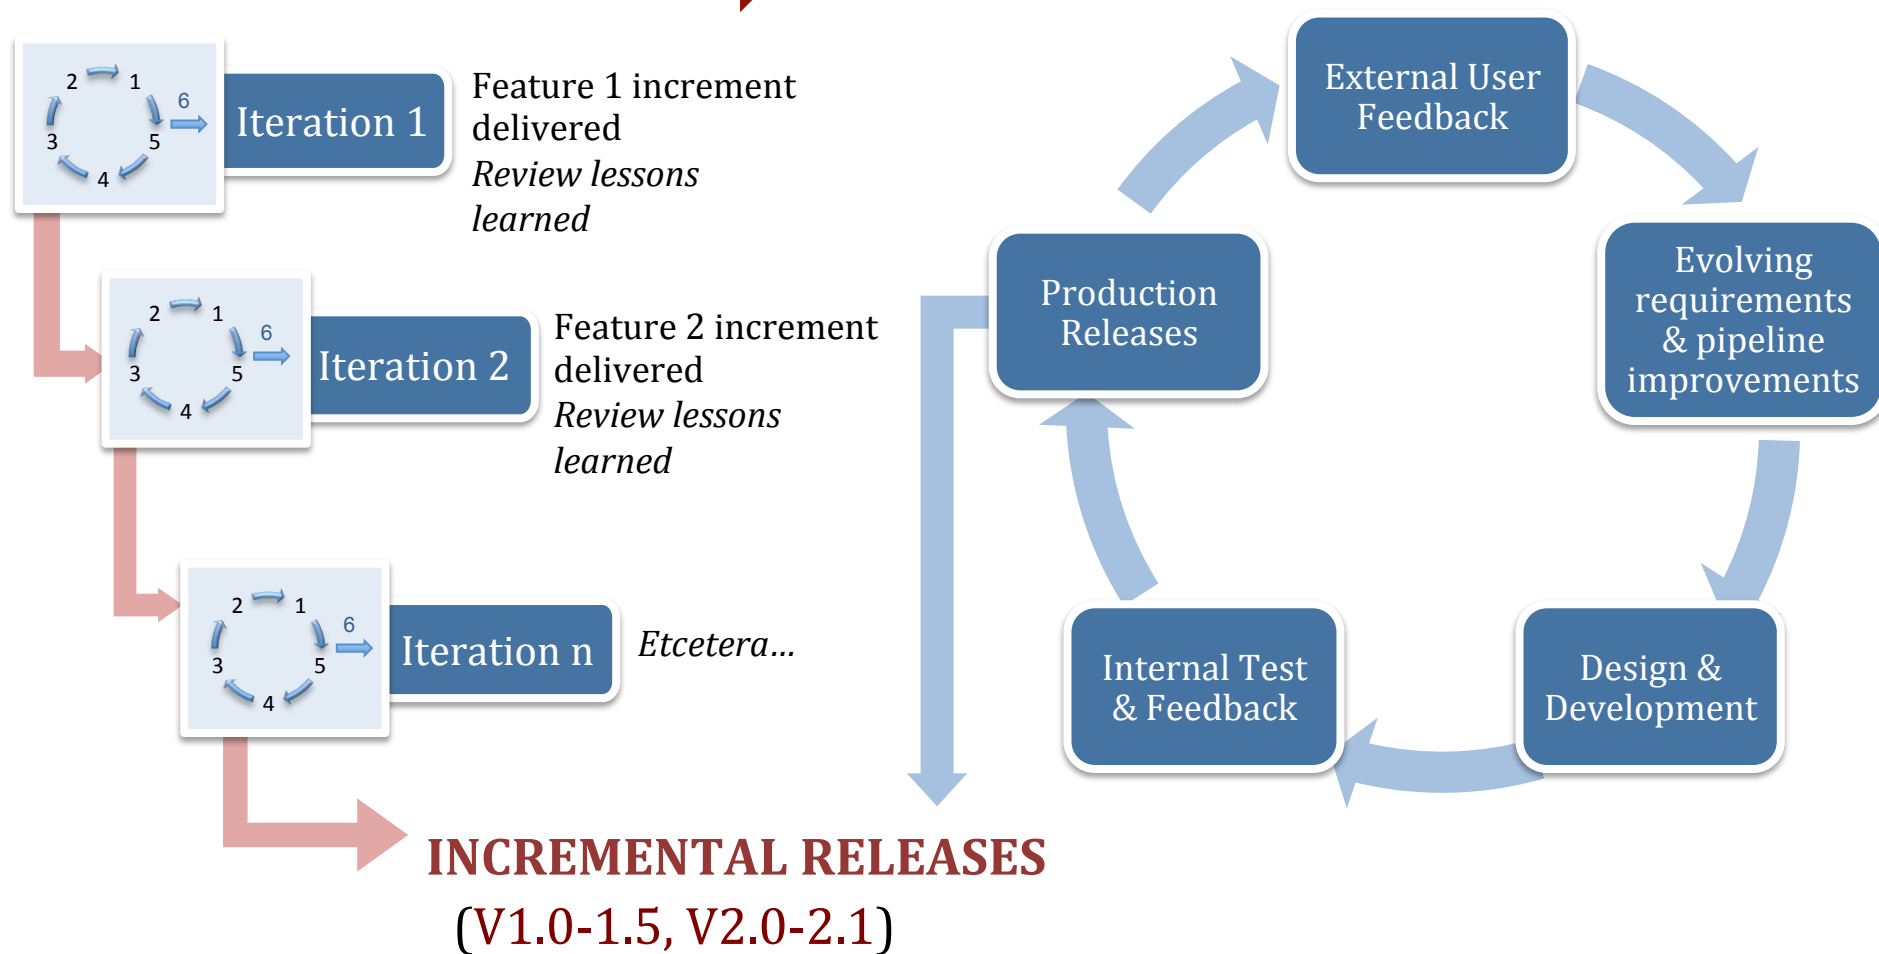 2
1
6
3
5
4
Iteration 1
Feature 1 increment
delivered
Review lessons
learned
2
1
6
3
5
4
Iteration 2
Feature 2 increment
delivered
Review lessons
learned
2
1
6
3
5
4
Iteration n
Etcetera...
INCREMENTAL RELEASES
(V1.0-1.5, V2.0-2.1)
External User
Feedback
Evolving
requirements
& pipeline
improvements
Design &
Development
Internal Test
& Feedback
Production
Releases